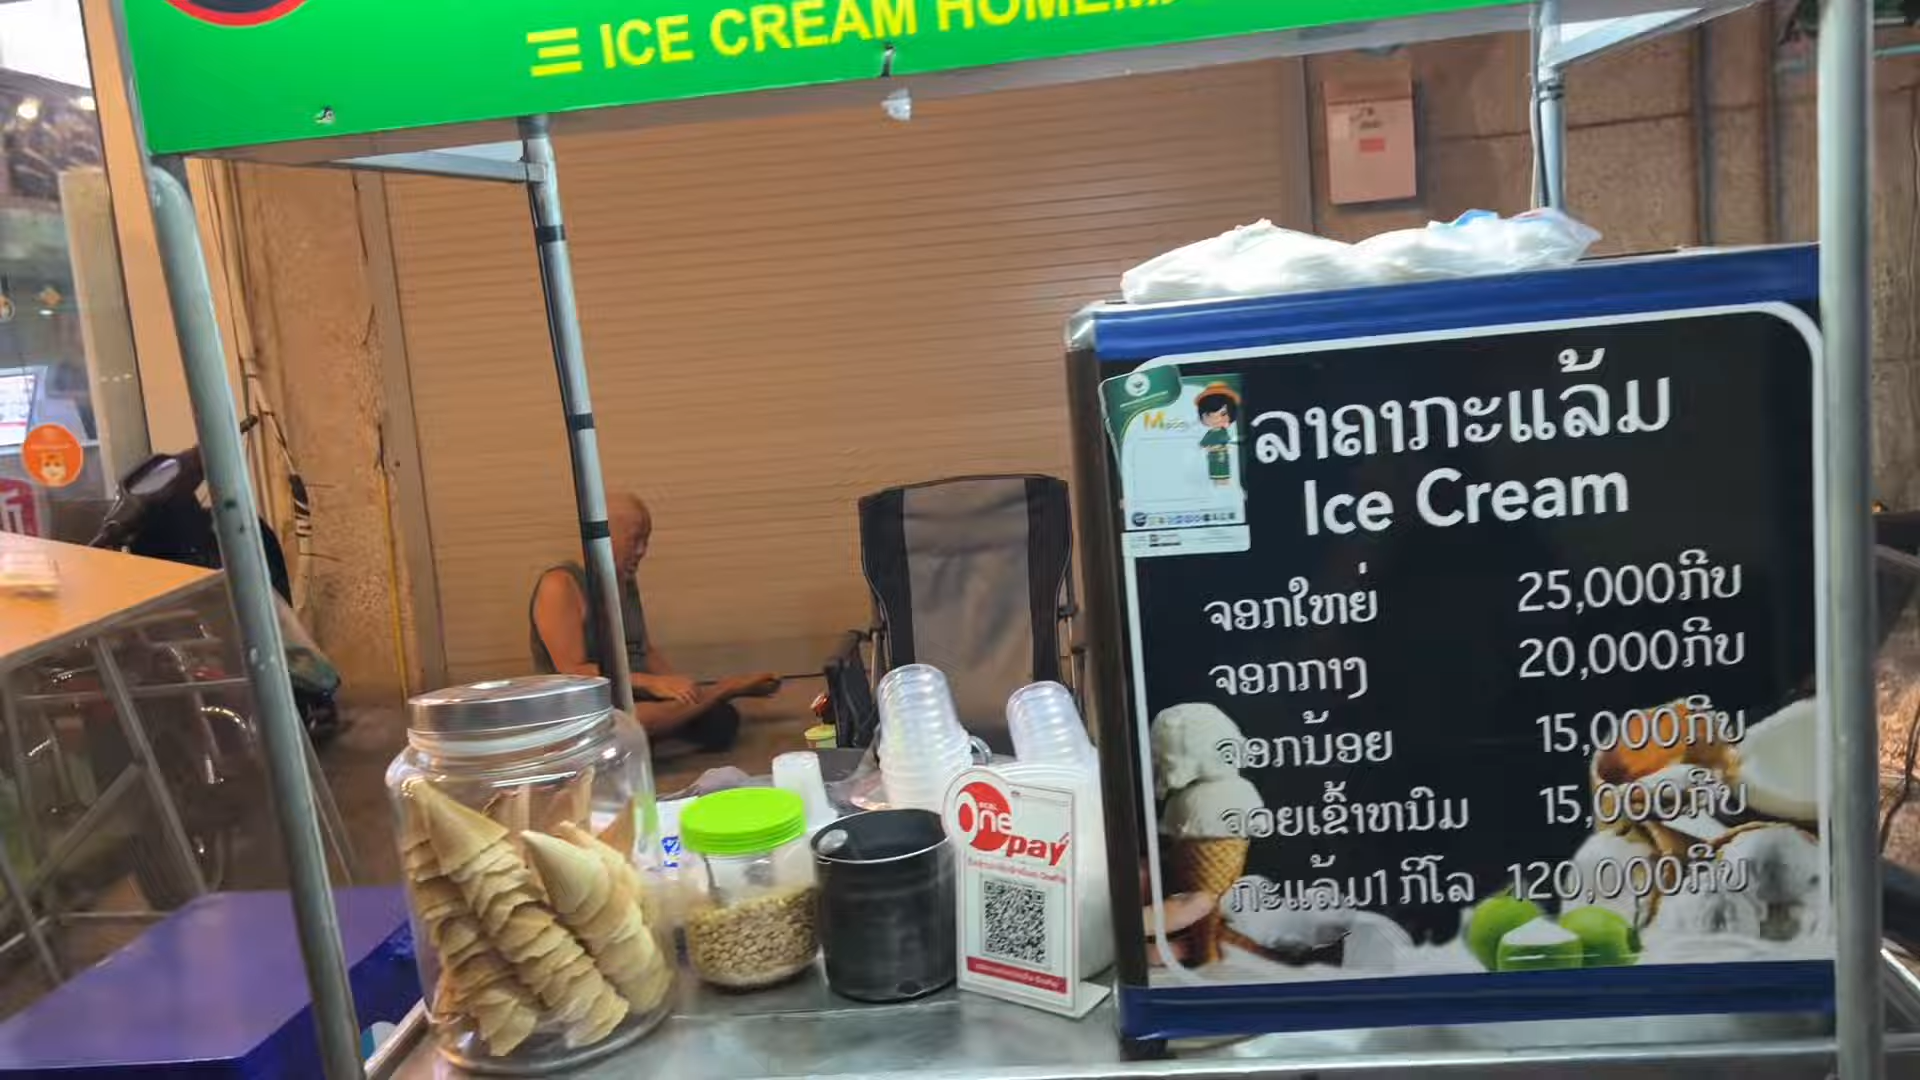 ICE CREAM HOMEM
ລາຄາກະແລ້ມ
Ice Cream
ຈອກໃຫຍ່ 25,000ກີບ
ຈອກກາງ 20,000ກີບ
ຈອກນ້ອຍ 15,000ກີບ
ຈວຍເຂົ້າຫນົມ 15,000ກີບ
ກະແລ້ມ1 ກິໂລ 120,000ກີບ
One
pay